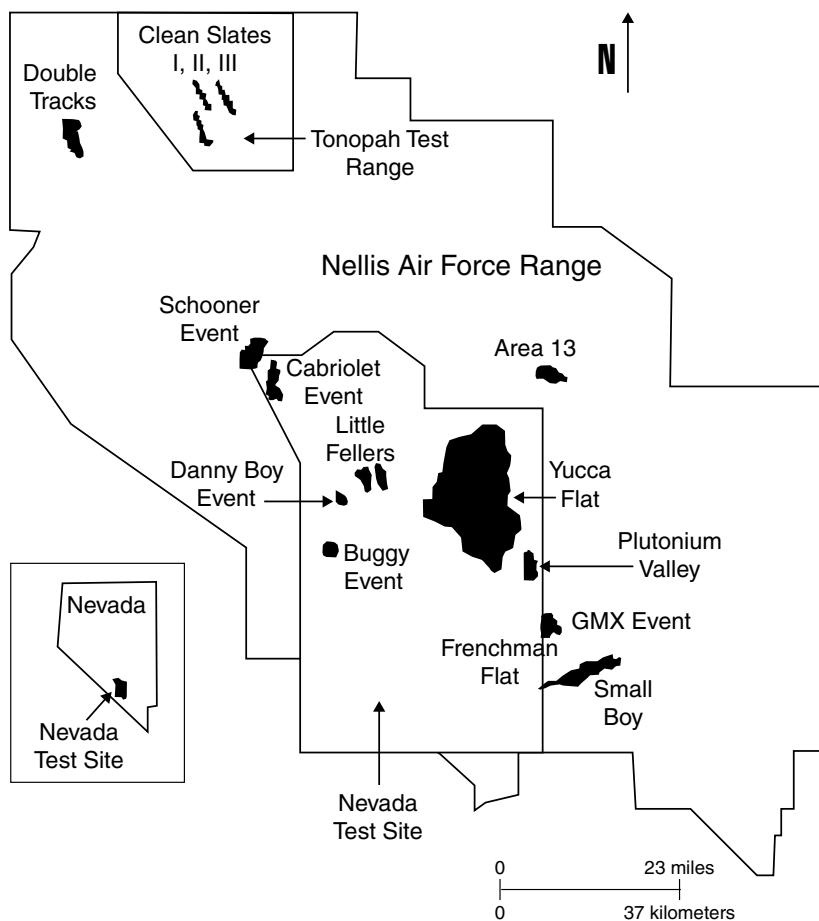 Clean Slates
I, II, III
N
Double
Tracks
Tonopah Test
Range
Nellis Air Force Range
Schooner
Event
Area 13
Cabriolet
Event
Little
Fellers
Danny Boy
Event
Yucca
Flat
Buggy
Event
Plutonium
Valley
Nevada
GMX Event
Frenchman
Flat
Small
Boy
Nevada
Test Site
Nevada
Test Site
0
23 miles
0
37 kilometers